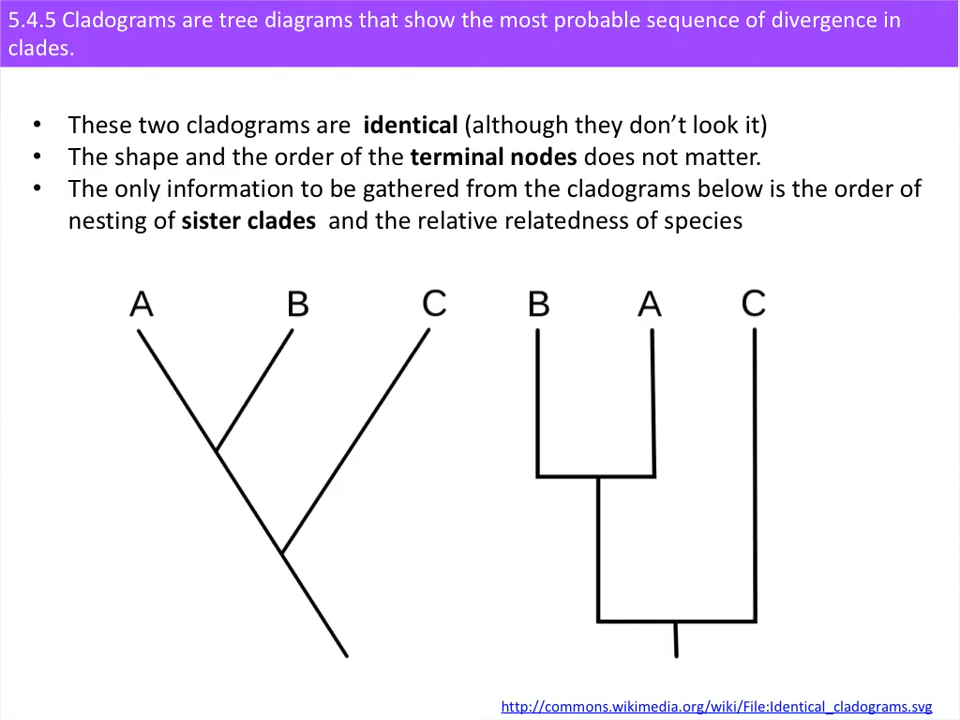 5.4.5 Cladograms are tree diagrams that show the most probable sequence of divergence in
clades.
• These two cladograms are identical (although they don’t look it)
• The shape and the order of the terminal nodes does not matter.
• The only information to be gathered from the cladograms below is the order of
nesting of sister clades and the relative relatedness of species
A B C B A C
http://commons.wikimedia.org/wiki/File:Identical_cladograms.svg